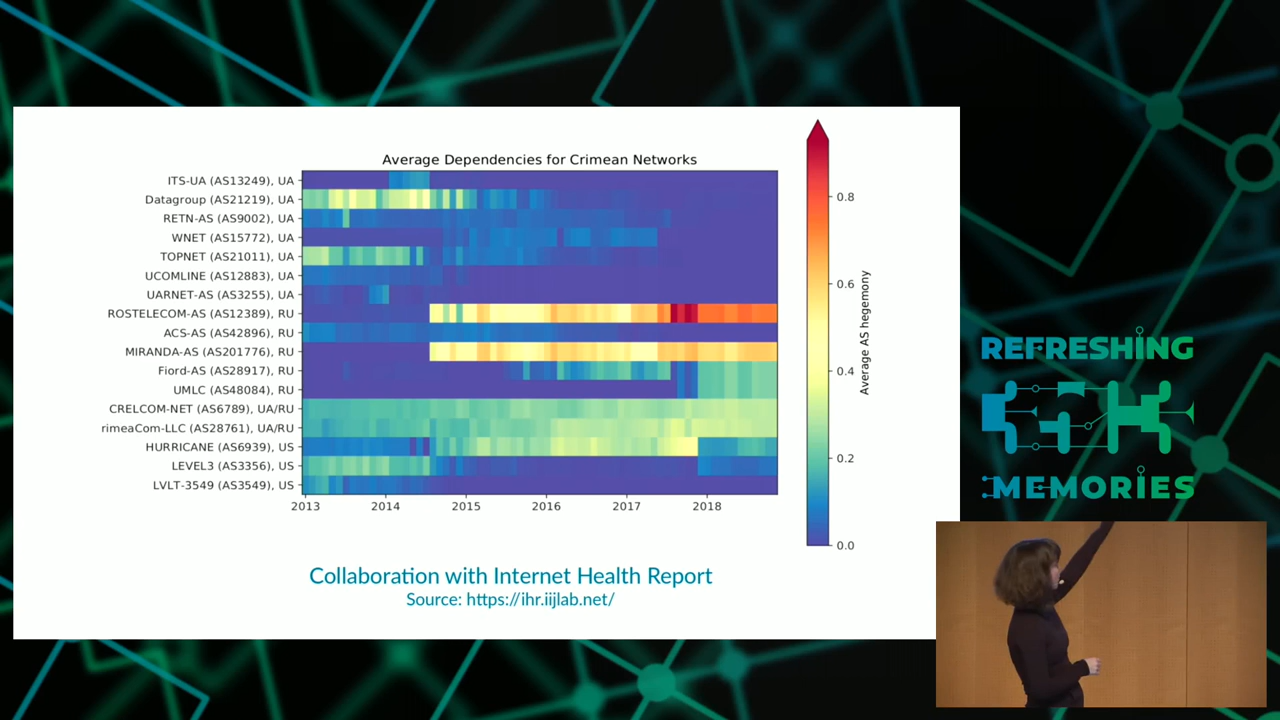 Average Dependencies for Crimean Networks
ITS-UA (AS13249), UA
Datagroup (AS21219), UA
RETN-AS (AS9002), UA
WNET (AS15772), UA
TOPNET (AS21011), UA
UCOMLINE (AS12883), UA
UARNET-AS (AS3255), UA
ROSTELECOM-AS (AS12389), RU
ACS-AS (AS42896), RU
MIRANDA-AS (AS201776), RU
Fiord-AS (AS28917), RU
UMLC (AS48084), RU
CRELCOM-NET (AS6789), UA/RU
rimeaCom-LLC (AS28761), UA/RU
HURRICANE (AS6939), US
LEVEL3 (AS3356), US
LVLT-3549 (AS3549), US
2013 2014 2015 2016 2017 2018
0.8
0.6
0.4
0.2
0.0
Average AS hegemony
Collaboration with Internet Health Report
Source: https://ihr.iijlab.net/
REFRESHING
MEMORIES